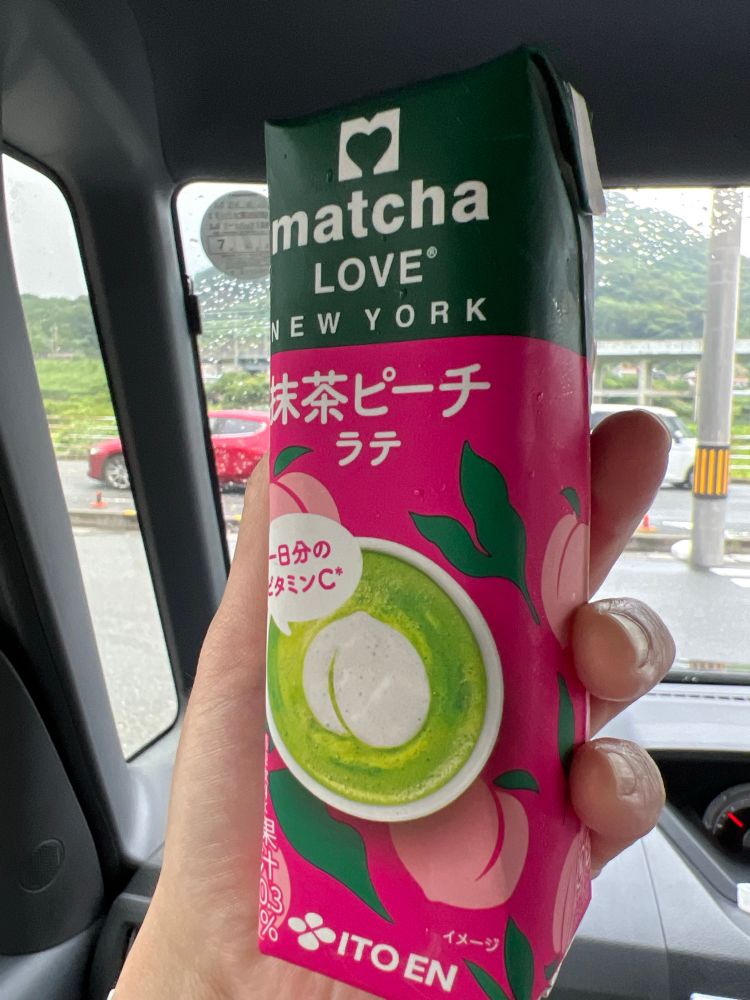 matcha
LOVE®
NEW YORK
抹茶ピーチ
ラテ
一日分の
ビタミンC*
果汁3%
イメージ
ITO EN
7